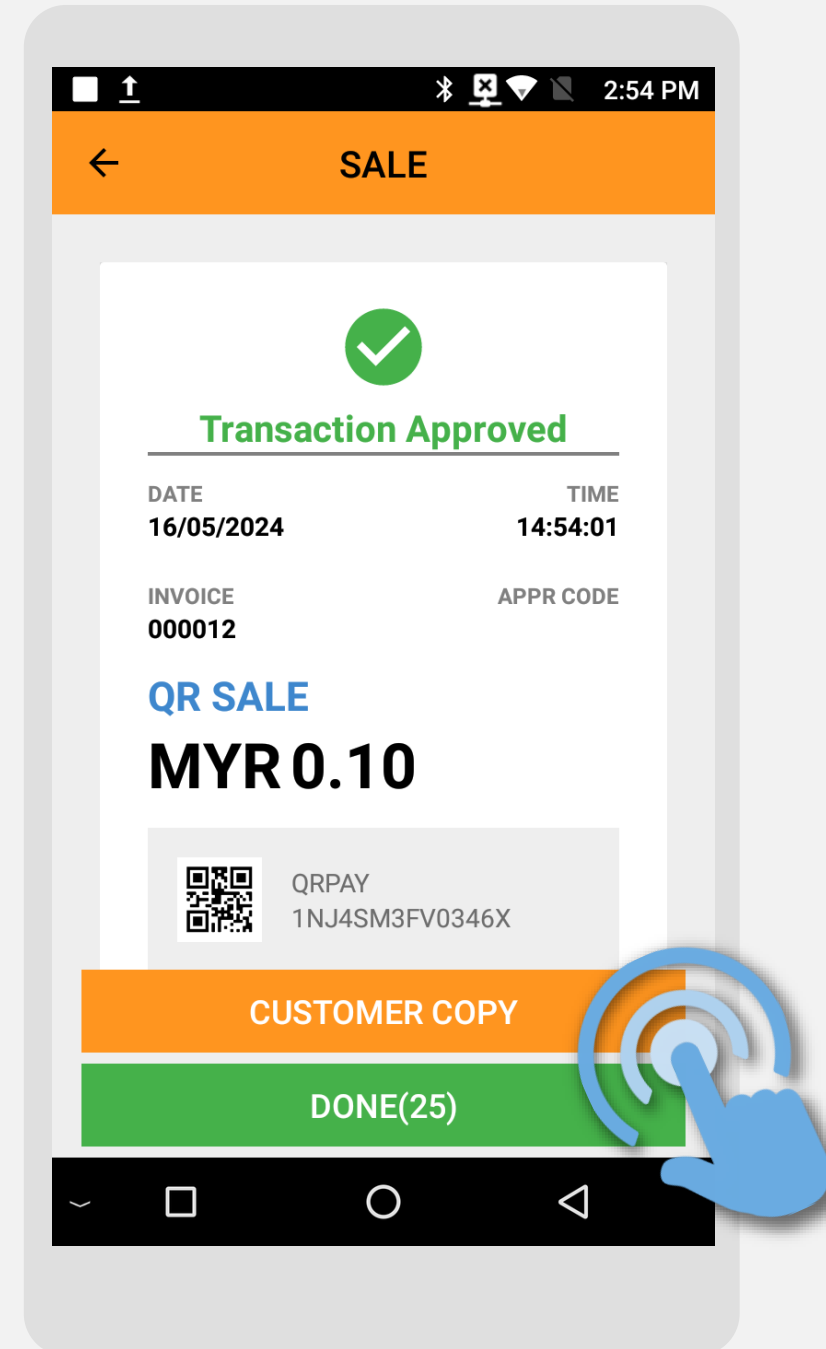 2:54 PM
SALE
Transaction Approved
DATE TIME
16/05/2024 14:54:01
INVOICE APPR CODE
000012
QR SALE
MYR 0.10
QRPAY
1NJ4SM3FV0346X
CUSTOMER COPY
DONE(25)